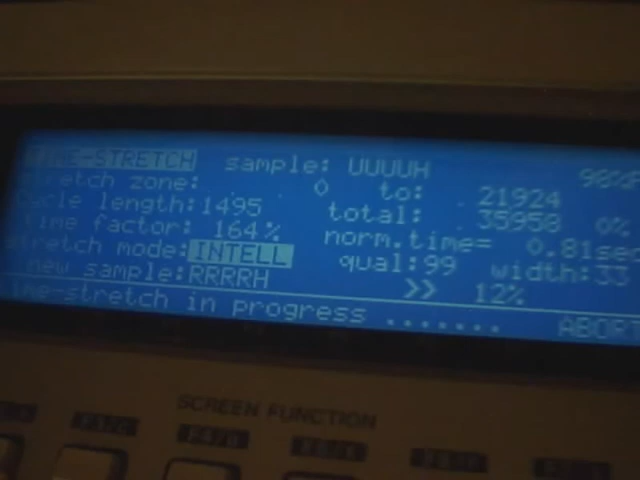 TIME-STRETCH sample: UUUUH
stretch zone: 0 to: 21924
cycle length:1495 total: 35958 0%
time factor: 164% norm.time= 0.81sec
stretch mode:INTELL qual:99 width:33
new sample:RRRRH >> 12%
time-stretch in progress ....... ABORT
SCREEN FUNCTION